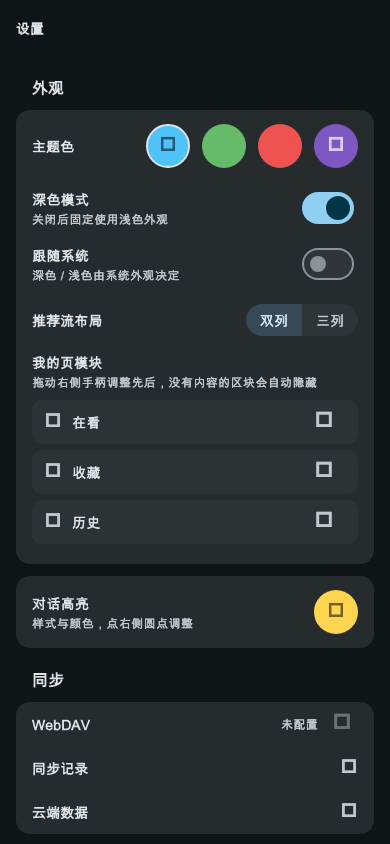 设置
外观
主题色
深色模式
关闭后固定使用浅色外观
跟随系统
深色 / 浅色由系统外观决定
推荐流布局
双列
三列
我的页模块
拖动右侧手柄调整先后，没有内容的区块会自动隐藏
在看
收藏
历史
对话高亮
样式与颜色，点右侧圆点调整
同步
WebDAV
未配置
同步记录
云端数据